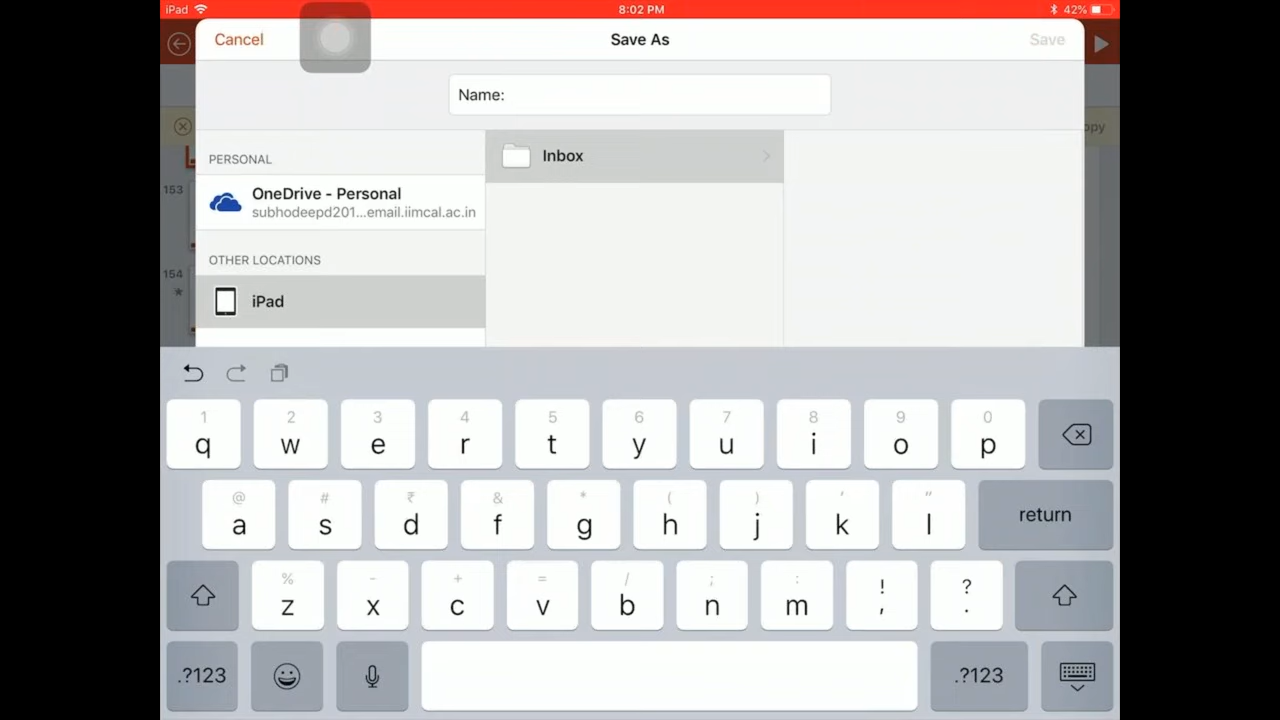 iPad 8:02 PM 42%
Cancel Save As Save
Name:
opy
PERSONAL
Inbox
OneDrive - Personal
subhodeepd201...email.iimcal.ac.in
153
OTHER LOCATIONS
154
iPad
1 2 3 4 5 6 7 8 9 0
q w e r t y u i o p
@ # ₹ & * ( ) ' "
a s d f g h j k l return
% - + = / ; : ! ?
z x c v b n m , .
.?123 .?123